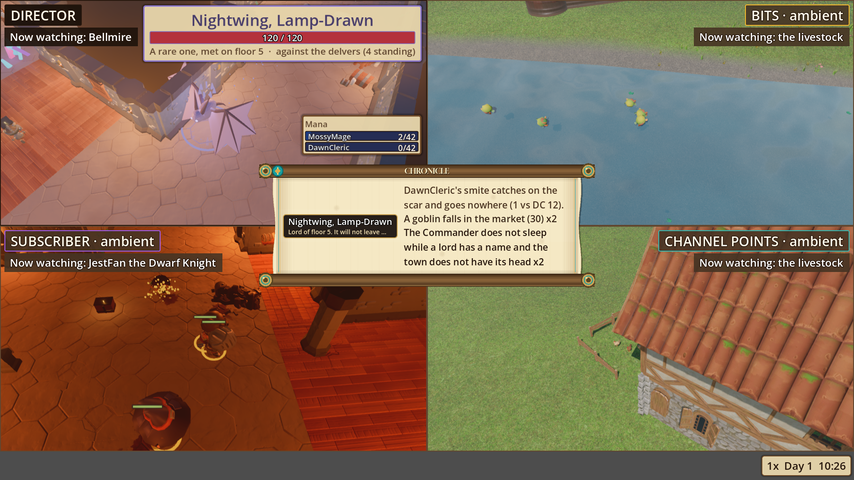 DIRECTOR
Now watching: Bellmire
Nightwing, Lamp-Drawn
120 / 120
A rare one, met on floor 5 · against the delvers (4 standing)
BITS · ambient
Now watching: the livestock
Mana
MossyMage 2/42
DawnCleric 0/42
CHRONICLE
Nightwing, Lamp-Drawn
Lord of floor 5. It will not leave ...
DawnCleric's smite catches on the
scar and goes nowhere (1 vs DC 12).
A goblin falls in the market (30) x2
The Commander does not sleep
while a lord has a name and the
town does not have its head x2
SUBSCRIBER · ambient
Now watching: JestFan the Dwarf Knight
CHANNEL POINTS · ambient
Now watching: the livestock
1x Day 1 10:26